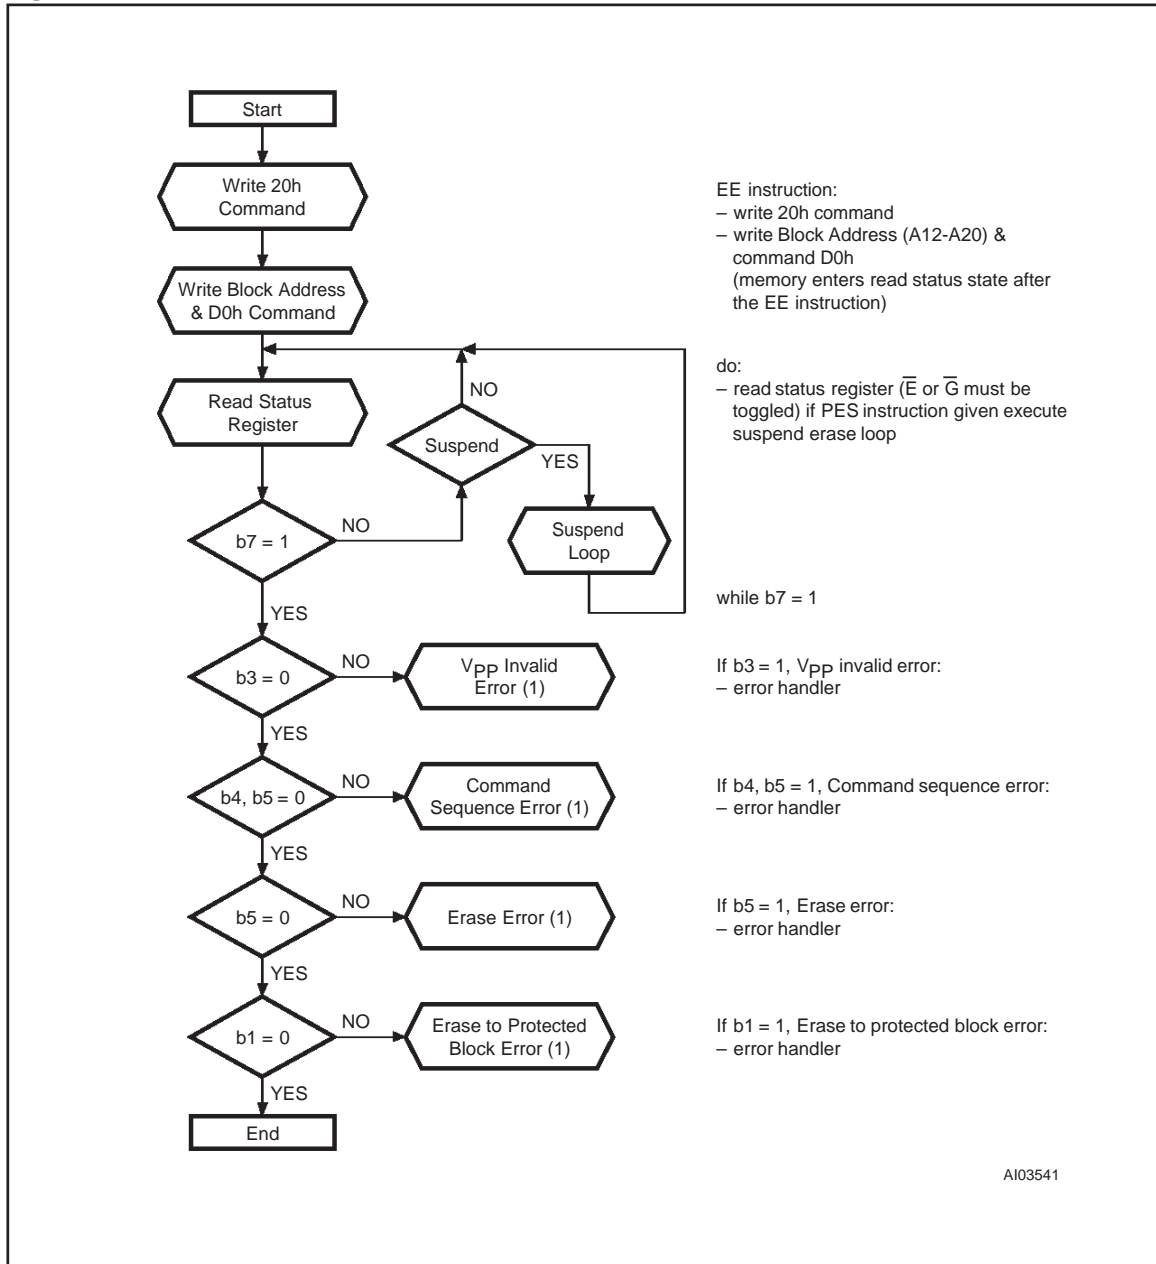 Start
Write 20h
Command
EE instruction:
– write 20h command
– write Block Address (A12-A20) &
command D0h
(memory enters read status state after
the EE instruction)
Write Block Address
& D0h Command
do:
– read status register (E̅ or G̅ must be
toggled) if PES instruction given execute
suspend erase loop
Read Status
Register
NO
Suspend
YES
Suspend
Loop
b7 = 1
NO
while b7 = 1
YES
b3 = 0
NO
VPP Invalid
Error (1)
If b3 = 1, VPP invalid error:
– error handler
YES
b4, b5 = 0
NO
Command
Sequence Error (1)
If b4, b5 = 1, Command sequence error:
– error handler
YES
b5 = 0
NO
Erase Error (1)
If b5 = 1, Erase error:
– error handler
YES
b1 = 0
NO
Erase to Protected
Block Error (1)
If b1 = 1, Erase to protected block error:
– error handler
YES
End
AI03541